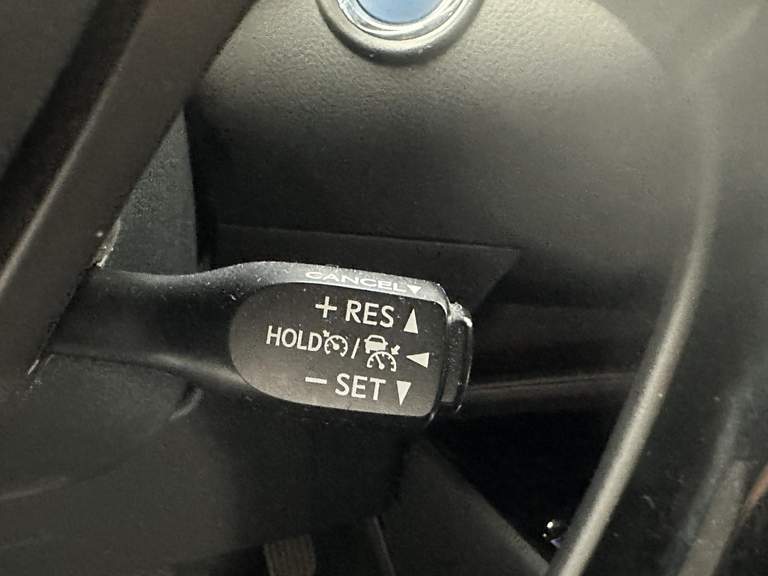 CANCEL▼
+ RES ▲
HOLD / ◄
− SET ▼